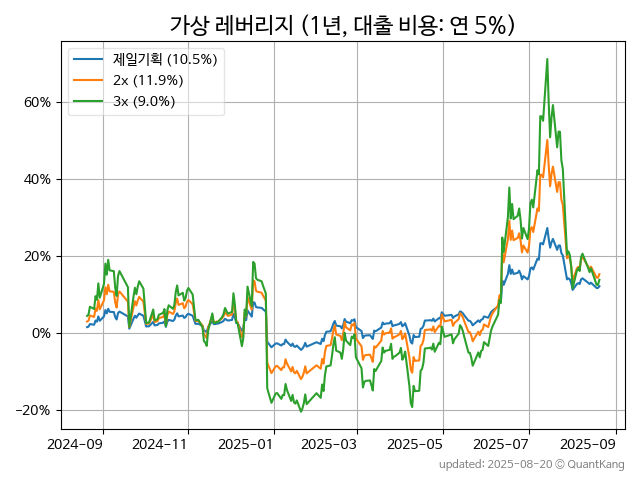 가상 레버리지 (1년, 대출 비용: 연 5%)
제일기획 (10.5%)
2x (11.9%)
3x (9.0%)
60%
40%
20%
0%
−20%
2024-09 2024-11 2025-01 2025-03 2025-05 2025-07 2025-09
updated: 2025-08-20 © QuantKang